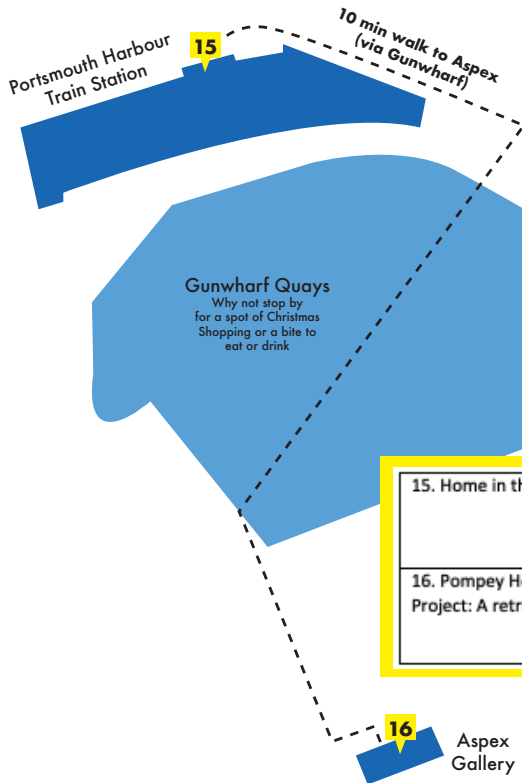 15
Portsmouth Harbour
Train Station
10 min walk to Aspex
(via Gunwharf)
Gunwharf Quays
Why not stop by
for a spot of Christmas
Shopping or a bite to
eat or drink
15. Home in
16. Pompey
Project: A
16
Aspex
Gallery